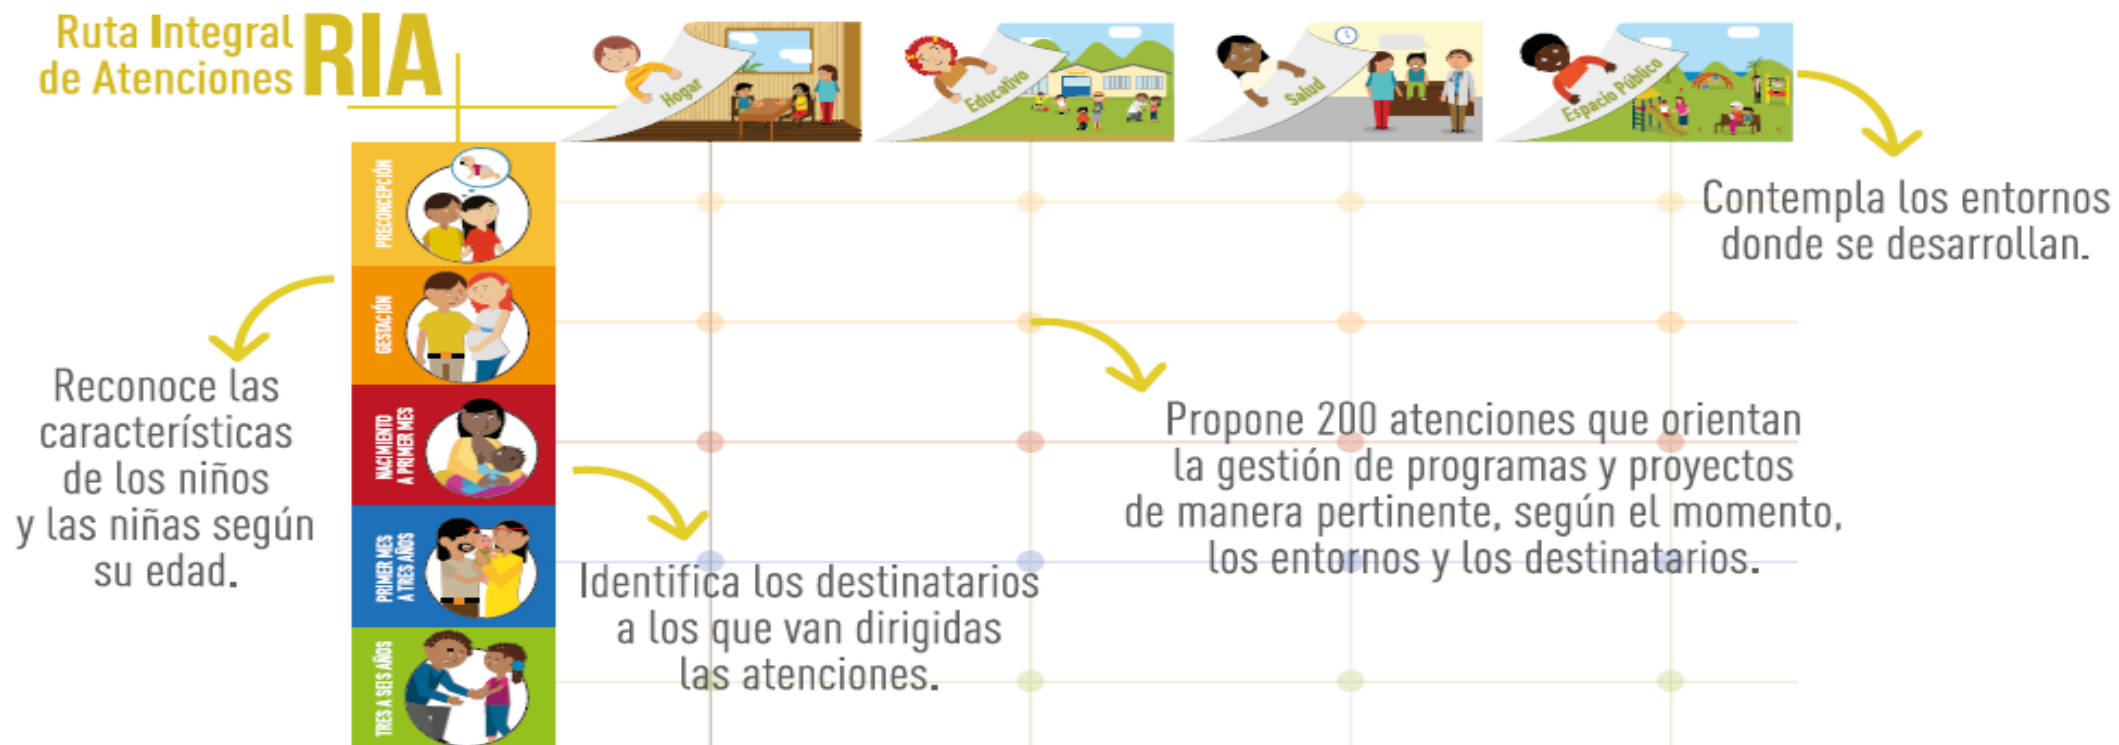 Ruta Integral
de Atenciones
RIA
Hogar
Educativo
Salud
Espacio Público
Contempla los entornos
donde se desarrollan.
PRECONCEPCIÓN
GESTACIÓN
NACIMIENTO
A PRIMER MES
PRIMER MES
A TRES AÑOS
TRES A SEIS AÑOS
Reconoce las
características
de los niños
y las niñas según
su edad.
Identifica los destinatarios
a los que van dirigidas
las atenciones.
Propone 200 atenciones que orientan
la gestión de programas y proyectos
de manera pertinente, según el momento,
los entornos y los destinatarios.